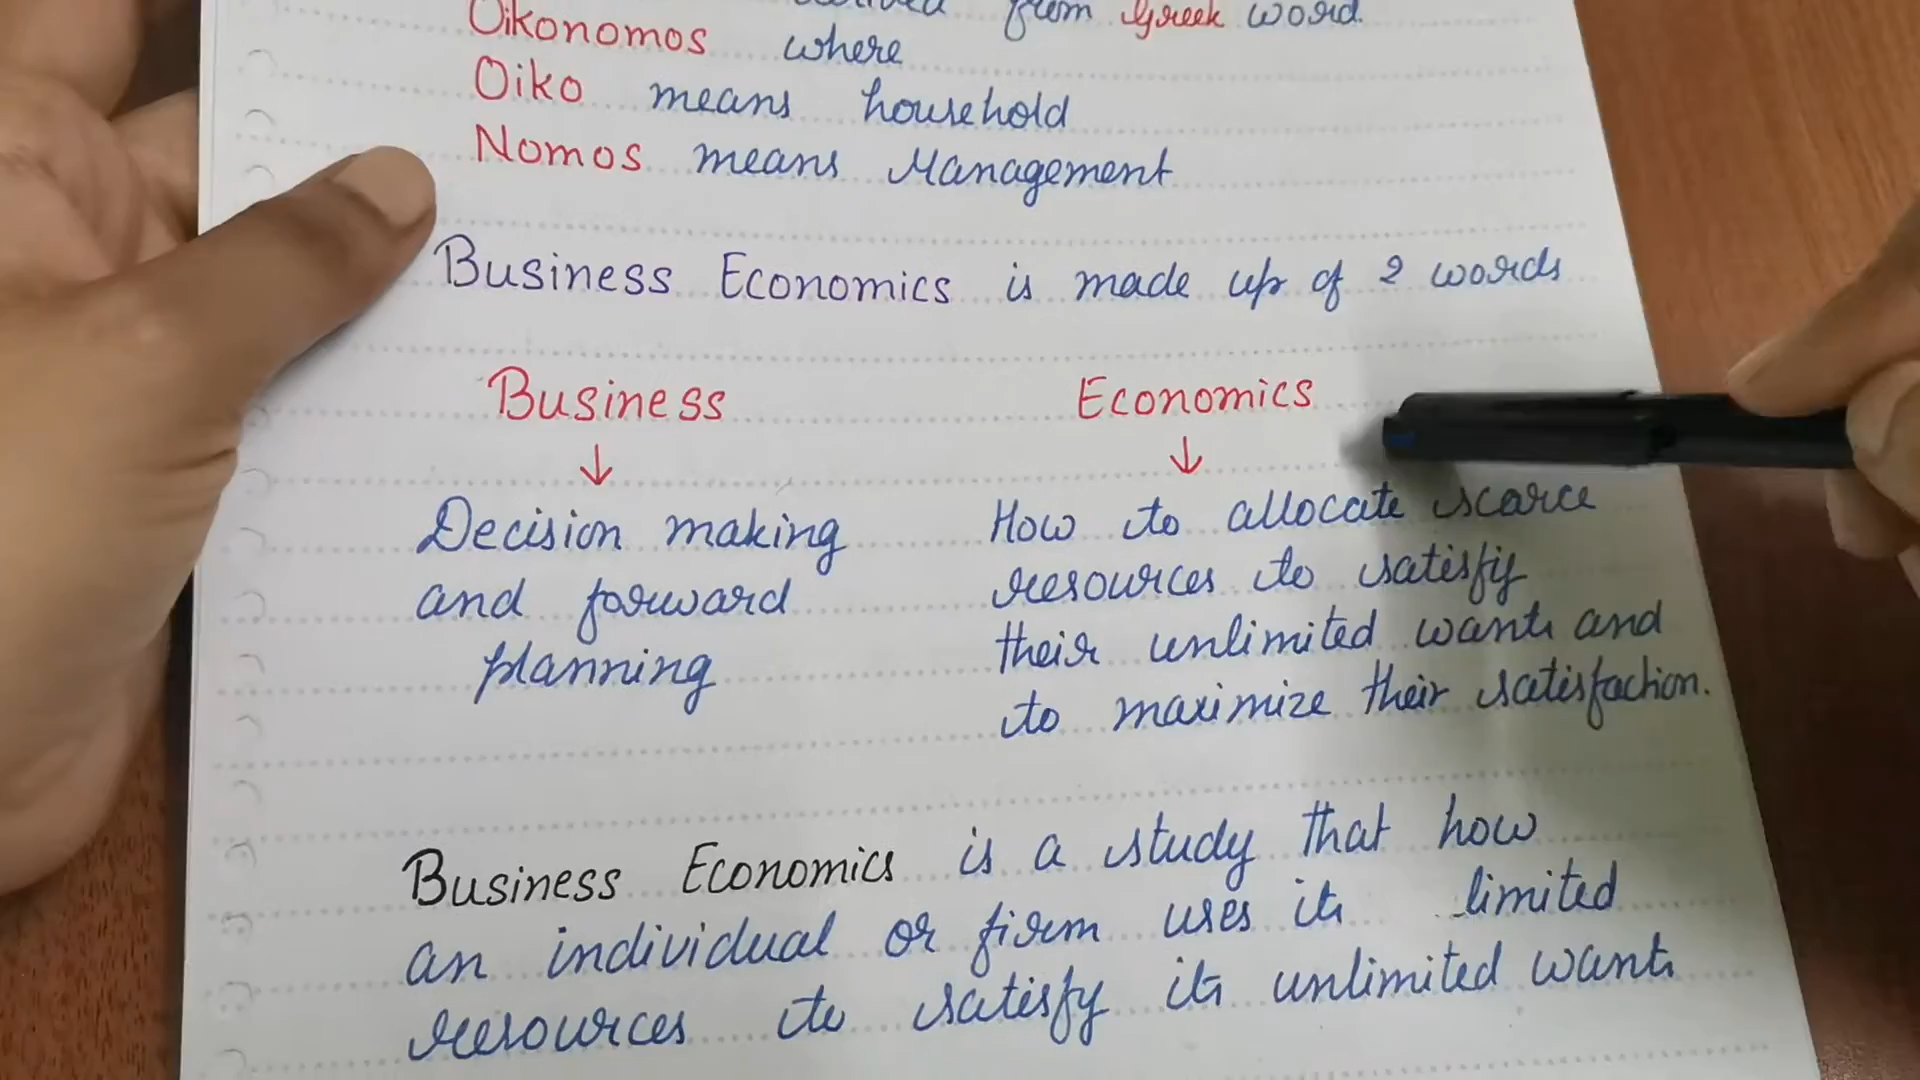 from Greek word
Oikonomos where
Oiko means household
Nomos means Management
Business Economics is made up of 2 words
Business
Economics
↓
↓
Decision making
and forward
planning
How to allocate scarce
resources to satisfy
their unlimited wants and
to maximize their satisfaction.
Business Economics is a study that how
an individual or firm uses its limited
resources to satisfy its unlimited wants